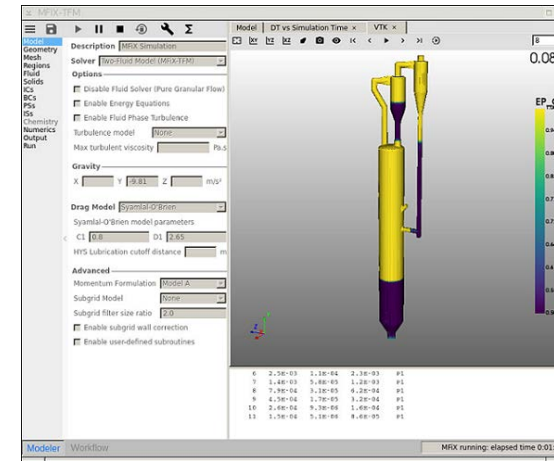 MFIX-TFM
Model
DT vs Simulation Time ×
VTK ×
Model
Geometry
Mesh
Regions
Fluid
Solids
ICs
BCs
PSs
ISs
Chemistry
Numerics
Output
Run
Description MFiX Simulation
Solver Two-Fluid Model (MFiX-TFM)
Options
Disable Fluid Solver (Pure Granular Flow)
Enable Energy Equations
Enable Fluid Phase Turbulence
Turbulence model None
Max turbulent viscosity Pa.s
Gravity
X Y -9.81 Z m/s²
Drag Model Syamlal-O'Brien
Syamlal-O'Brien model parameters
C1 0.8 D1 2.65
HYS Lubrication cutoff distance m
Advanced
Momentum Formulation Model A
Subgrid Model None
Subgrid filter size ratio 2.0
Enable subgrid wall correction
Enable user-defined subroutines
8
0.08
EP_
6 2.5E-03 1.1E-04 2.3E-03 P1
7 1.4E-03 5.8E-05 1.2E-03 P1
8 7.9E-04 3.1E-05 6.2E-04 P1
9 4.5E-04 1.7E-05 3.2E-04 P1
10 2.6E-04 9.3E-06 1.6E-04 P1
11 1.5E-04 5.1E-06 8.6E-05 P1
Modeler Workflow
MFiX running: elapsed time 0:01: